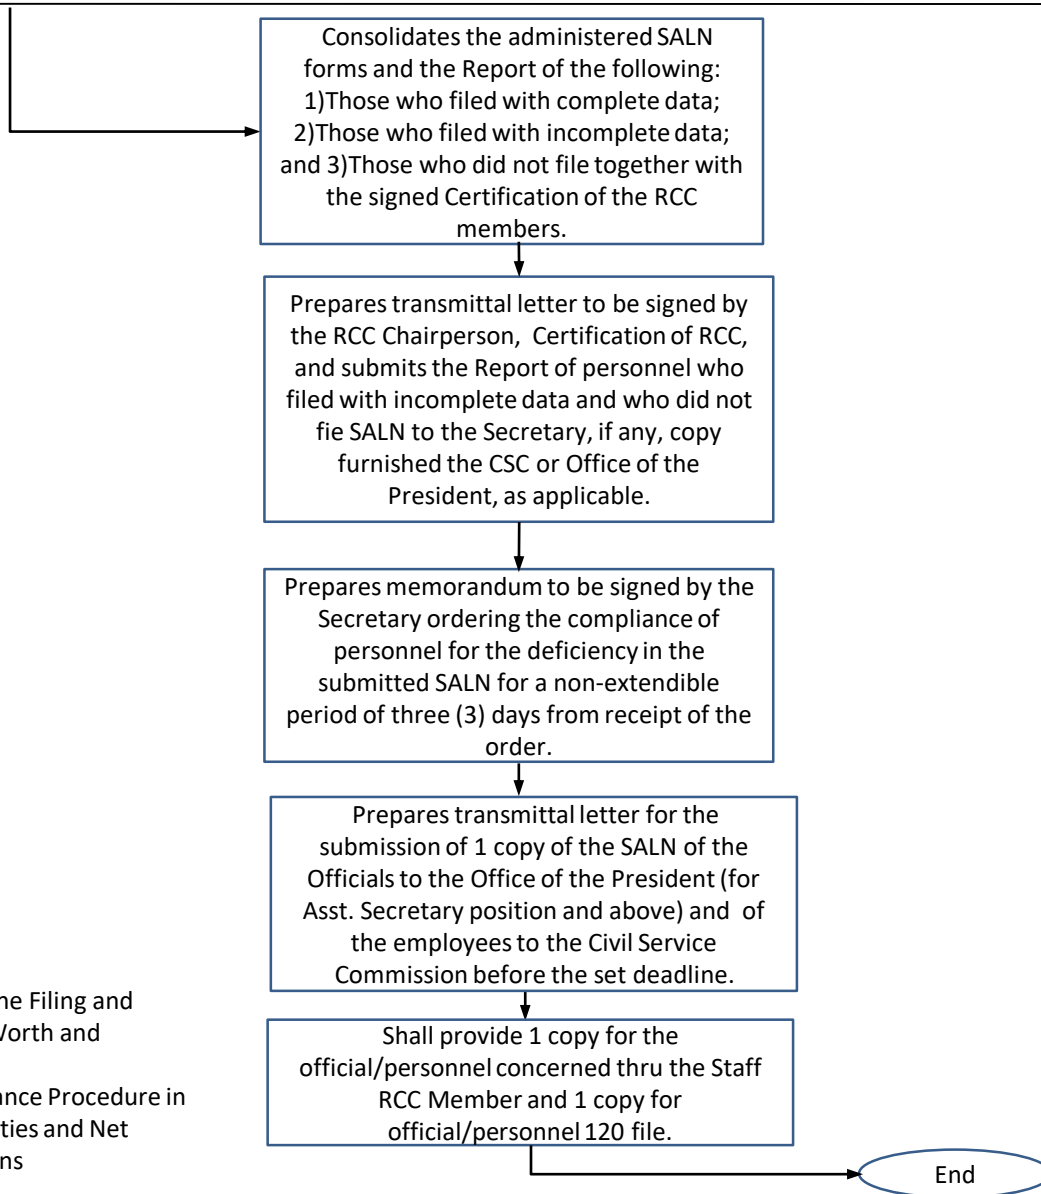 Consolidates the administered SALN
forms and the Report of the following:
1)Those who filed with complete data;
2)Those who filed with incomplete data;
and 3)Those who did not file together with
the signed Certification of the RCC
members.
Prepares transmittal letter to be signed by
the RCC Chairperson, Certification of RCC,
and submits the Report of personnel who
filed with incomplete data and who did not
fie SALN to the Secretary, if any, copy
furnished the CSC or Office of the
President, as applicable.
Prepares memorandum to be signed by the
Secretary ordering the compliance of
personnel for the deficiency in the
submitted SALN for a non-extendible
period of three (3) days from receipt of the
order.
Prepares transmittal letter for the
submission of 1 copy of the SALN of the
Officials to the Office of the President (for
Asst. Secretary position and above) and of
the employees to the Civil Service
Commission before the set deadline.
Shall provide 1 copy for the
official/personnel concerned thru the Staff
RCC Member and 1 copy for
official/personnel 120 file.
End
Filing and
and
Procedure in
and Net